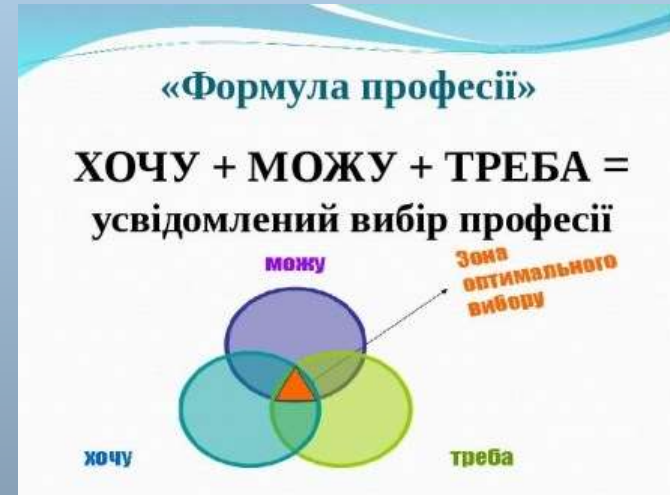 «Формула професії»
ХОЧУ + МОЖУ + ТРЕБА =
усвідомлений вибір професії
можу
Зона
оптимального
вибору
хочу
треба